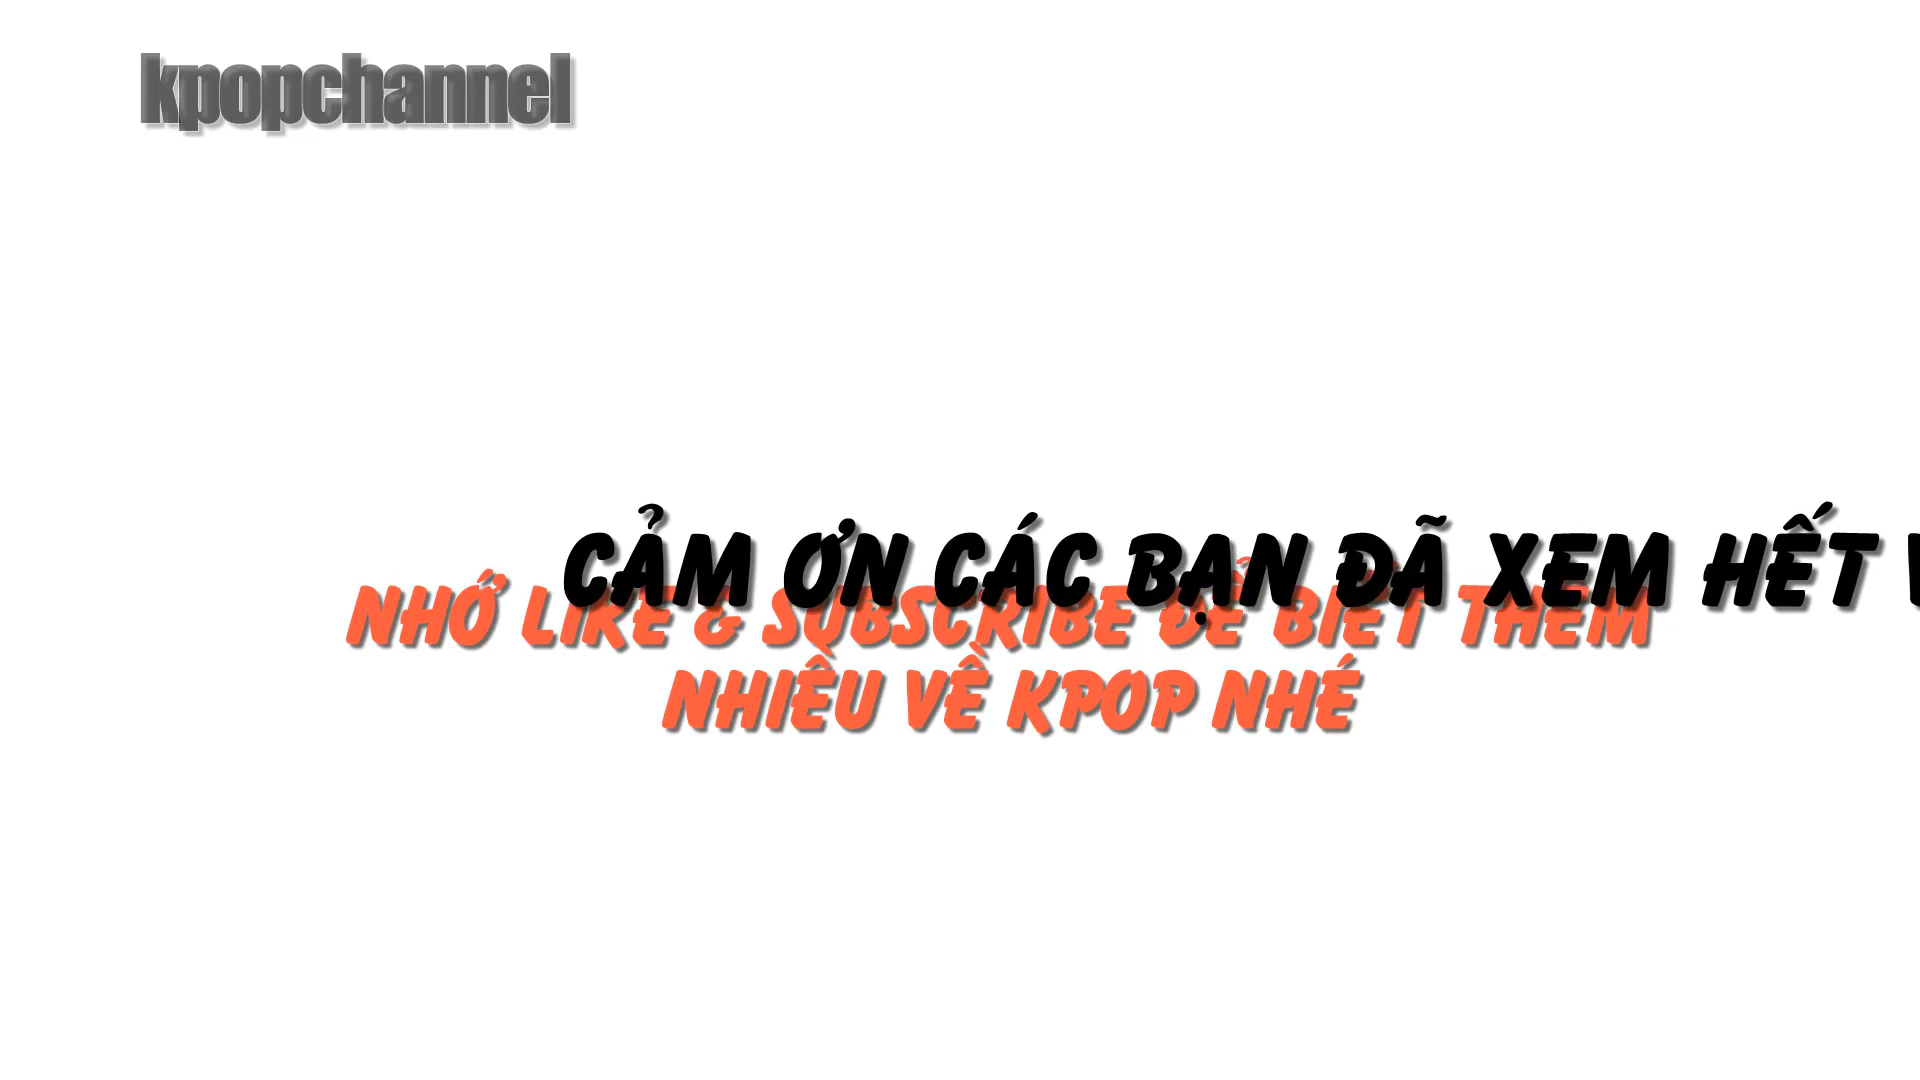 kpopchannel
CẢM ƠN CÁC BẠN ĐÃ XEM HẾT
NHỚ LIKE & SUBSCRIBE ĐỂ BIẾT THÊM
NHIỀU VỀ KPOP NHÉ